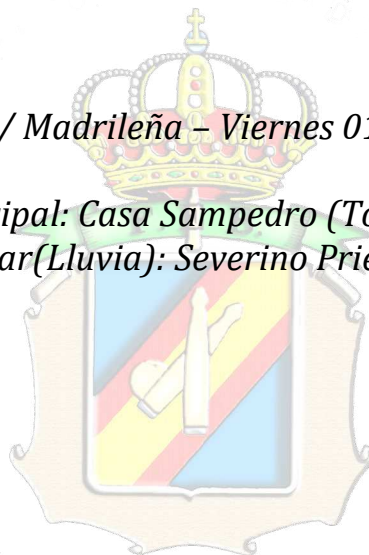 / Madrileña – Viernes 01
ipal: Casa Sampedro (To
ar(Lluvia): Severino Prie